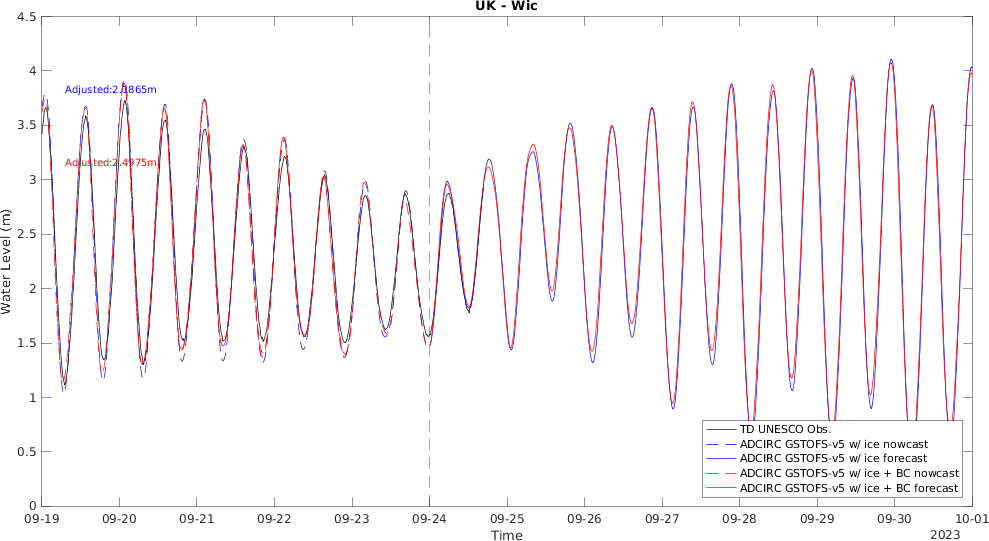 UK - Wic
4.5
4
3.5
3
2.5
2
1.5
1
0.5
0
Water Level (m)
Adjusted:2.1865m
Adjusted:2.4975m
TD UNESCO Obs.
ADCIRC GSTOFS-v5 w/ ice nowcast
ADCIRC GSTOFS-v5 w/ ice forecast
ADCIRC GSTOFS-v5 w/ ice + BC nowcast
ADCIRC GSTOFS-v5 w/ ice + BC forecast
09-19 09-20 09-21 09-22 09-23 09-24 09-25 09-26 09-27 09-28 09-29 09-30 10-01
Time
2023